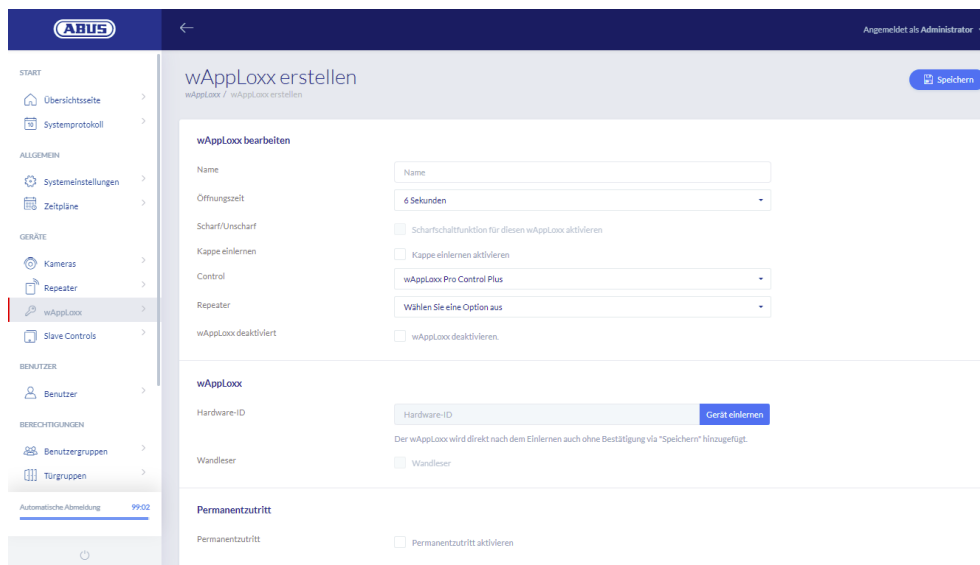 ABUS
Angemeldet als Administrator
START
Übersichtsseite
Systemprotokoll
ALLGEMEIN
Systemeinstellungen
Zeitpläne
GERÄTE
Kameras
Repeater
wAppLoxx
Slave Controls
BENUTZER
Benutzer
BERECHTIGUNGEN
Benutzergruppen
Türgruppen
Automatische Abmeldung 99:02
wAppLoxx erstellen
wAppLoxx / wAppLoxx erstellen
Speichern
wAppLoxx bearbeiten
Name Name
Öffnungszeit 6 Sekunden
Scharf/Unscharf Scharfschaltfunktion für diesen wAppLoxx aktivieren
Kappe einlernen Kappe einlernen aktivieren
Control wAppLoxx Pro Control Plus
Repeater Wählen Sie eine Option aus
wAppLoxx deaktiviert wAppLoxx deaktivieren.
wAppLoxx
Hardware-ID Hardware-ID Gerät einlernen
Der wAppLoxx wird direkt nach dem Einlernen auch ohne Bestätigung via "Speichern" hinzugefügt.
Wandleser Wandleser
Permanentzutritt
Permanentzutritt Permanentzutritt aktivieren